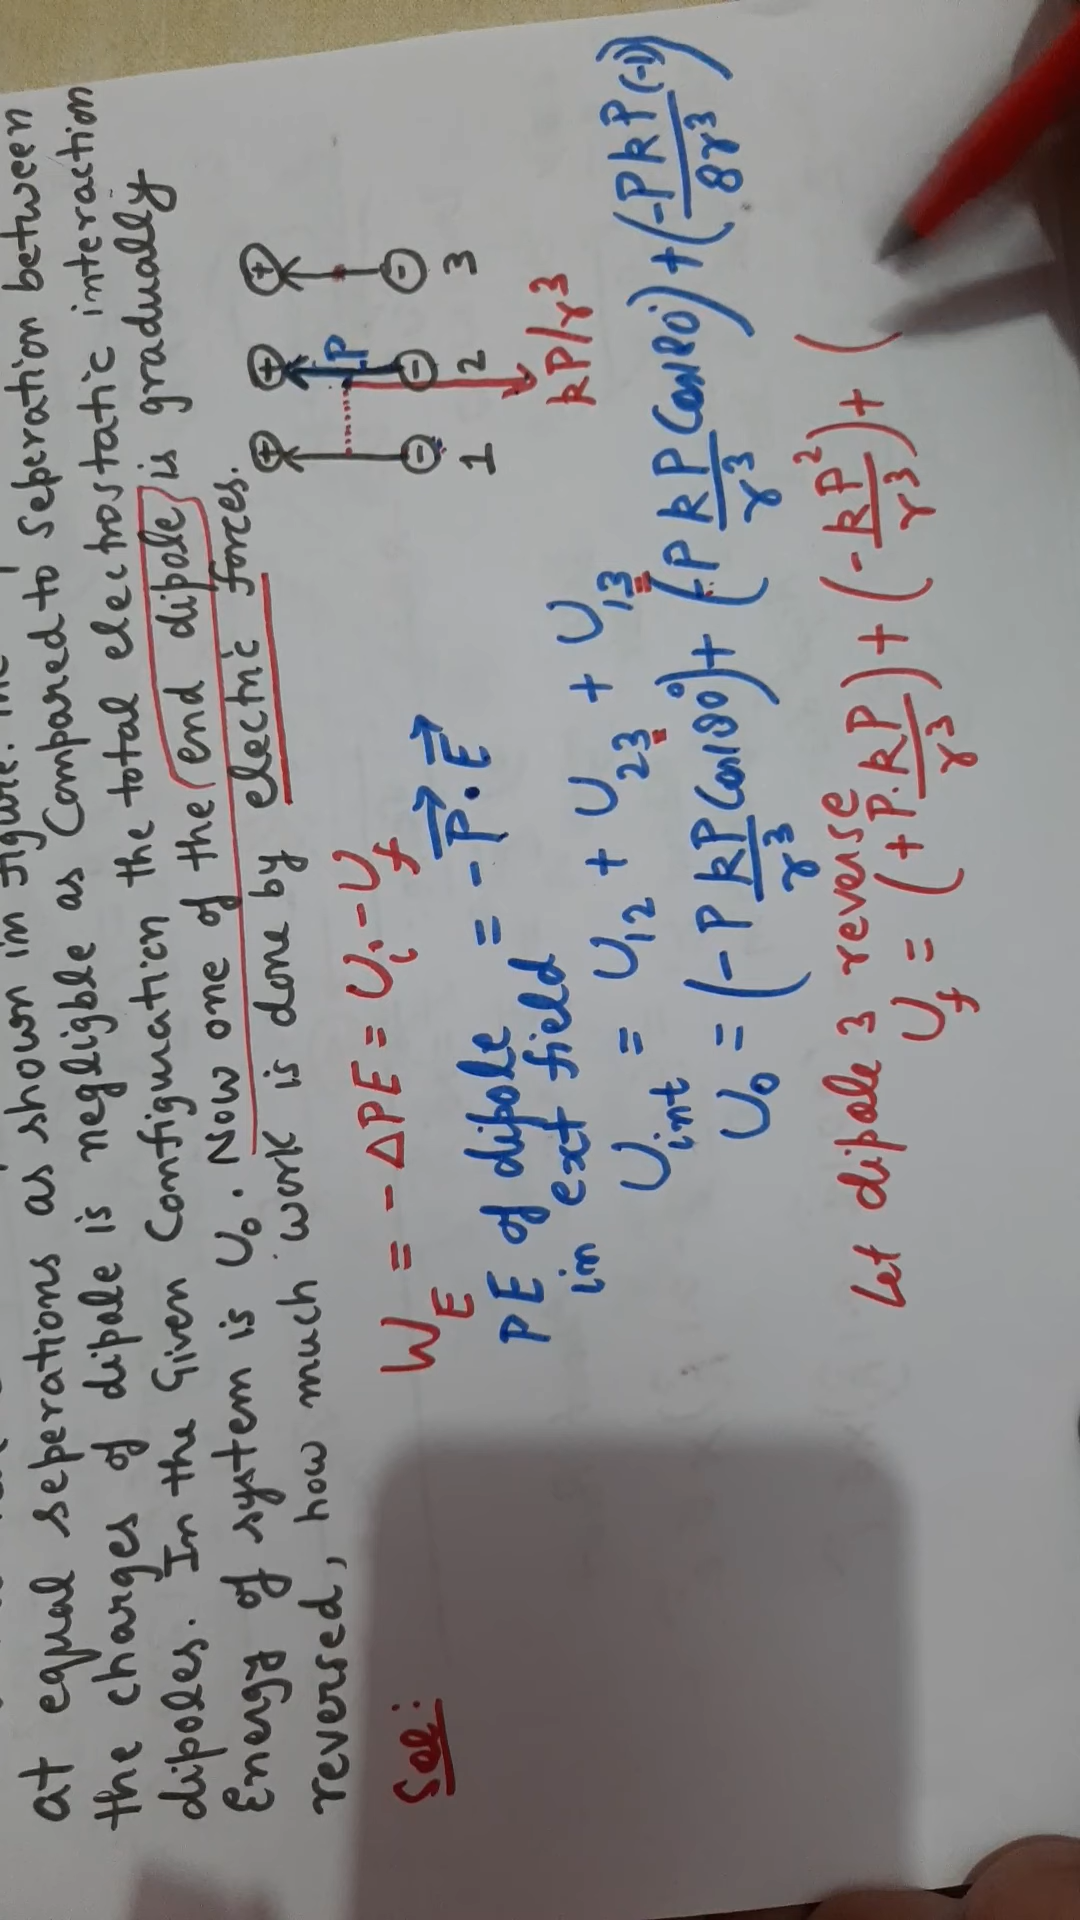 at equal seperations as shown in figure. The
the charges of dipole is negligble as Compared to seperation between
dipoles. In the Given Configuration the total electrostatic interaction
Energy of system is U₀. Now one of the end dipole is gradually
reversed, how much work is done by electric forces.
+ + +
P
- - -
1 2 3
kP/r³
Sol:
W_E = - ΔPE = U_i - U_f
PE of dipole in ext field = - P⃗ . E⃗
U_int = U₁₂ + U₂₃ + U₁₃
U₀ = (- P kP/r³ Cos180°) + (- P kP/r³ Cos180°) + (-P kP(-1)/8r³)
Let dipole 3 reverse
U_f = (+ P. kP/r³) + (- kP²/r³) + (